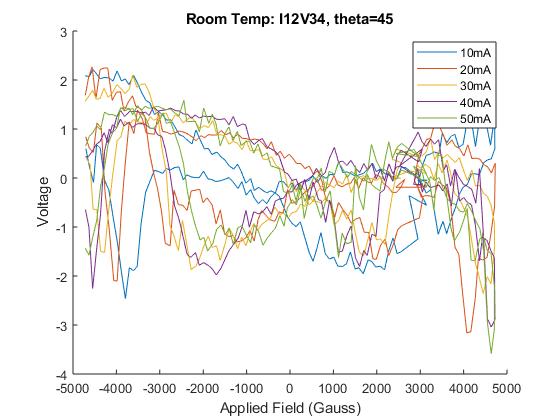 Room Temp: I12V34, theta=45
3
2
1
0
-1
-2
-3
-4
Voltage
10mA
20mA
30mA
40mA
50mA
-5000 -4000 -3000 -2000 -1000 0 1000 2000 3000 4000 5000
Applied Field (Gauss)